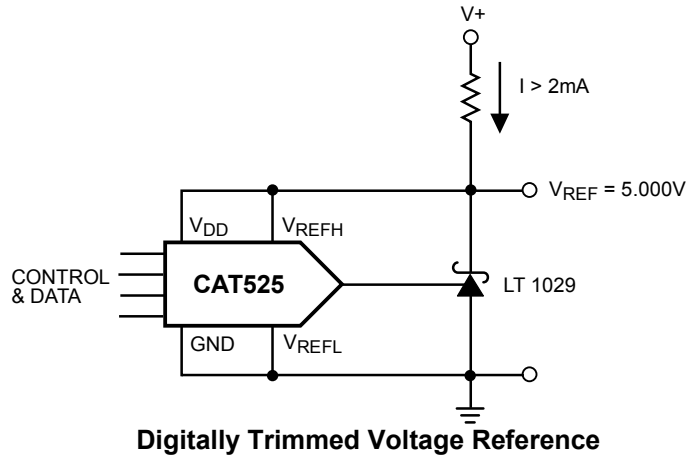 V+
I > 2mA
VREF = 5.000V
VDD
VREFH
CONTROL
& DATA
CAT525
LT 1029
GND
VREFL
Digitally Trimmed Voltage Reference